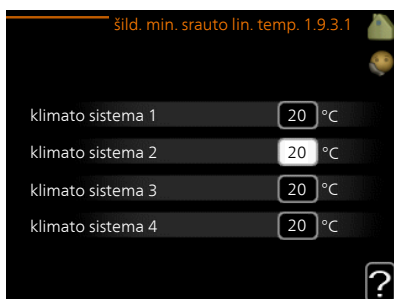 šild. min. srauto lin. temp. 1.9.3.1
klimato sistema 1 20 °C
klimato sistema 2 20 °C
klimato sistema 3 20 °C
klimato sistema 4 20 °C
?